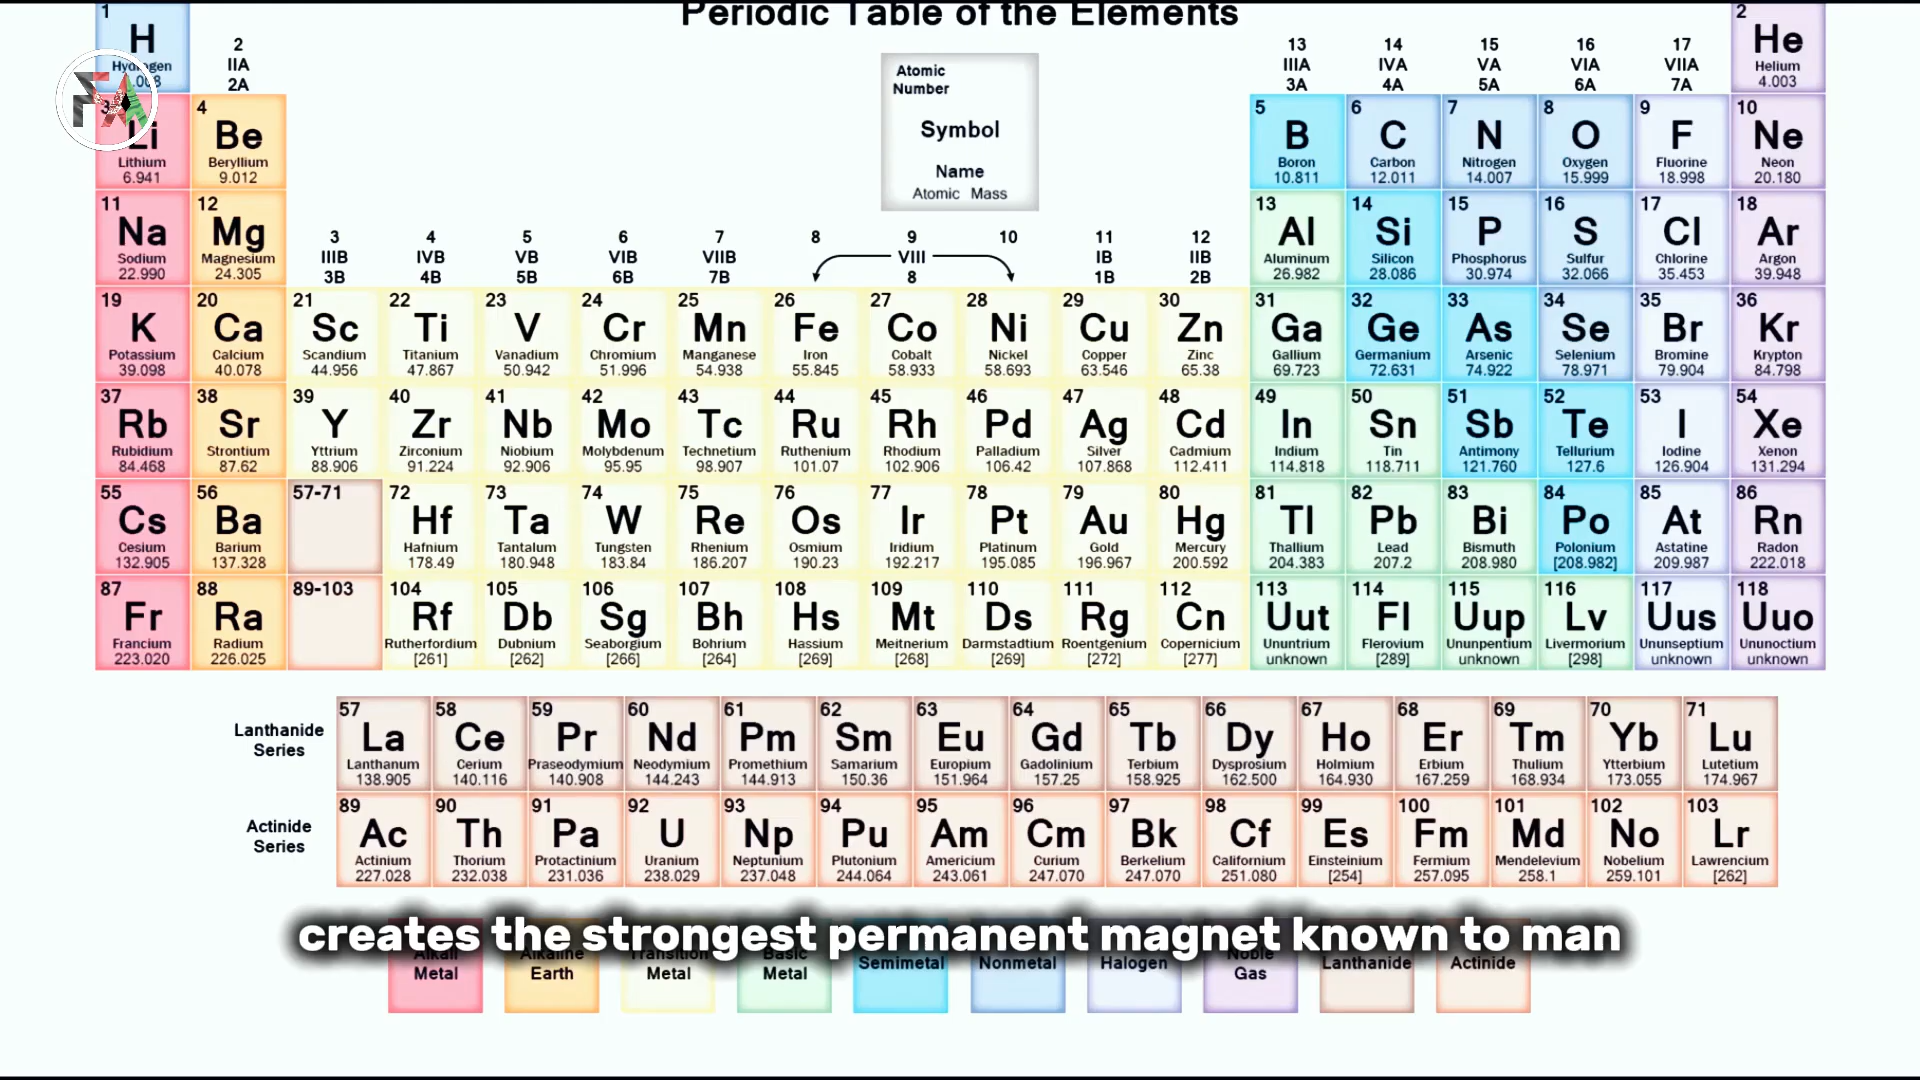 Periodic Table of the Elements
1 2
H He
Hydrogen Helium
4.003
2 13 14 15 16 17
IIA IIIA IVA VA VIA VIIA
2A 3A 4A 5A 6A 7A
Atomic
Number
Symbol
Name
Atomic Mass
FA
3 4 5 6 7 8 9 10
Li Be B C N O F Ne
Lithium Beryllium Boron Carbon Nitrogen Oxygen Fluorine Neon
6.941 9.012 10.811 12.011 14.007 15.999 18.998 20.180
11 12 13 14 15 16 17 18
Na Mg Al Si P S Cl Ar
Sodium Magnesium Aluminum Silicon Phosphorus Sulfur Chlorine Argon
22.990 24.305 26.982 28.086 30.974 32.066 35.453 39.948
3 4 5 6 7 8 9 10 11 12
IIIB IVB VB VIB VIIB VIII IB IIB
3B 4B 5B 6B 7B 8 1B 2B
19 20 21 22 23 24 25 26 27 28 29 30 31 32 33 34 35 36
K Ca Sc Ti V Cr Mn Fe Co Ni Cu Zn Ga Ge As Se Br Kr
Potassium Calcium Scandium Titanium Vanadium Chromium Manganese Iron Cobalt Nickel Copper Zinc Gallium Germanium Arsenic Selenium Bromine Krypton
39.098 40.078 44.956 47.867 50.942 51.996 54.938 55.845 58.933 58.693 63.546 65.38 69.723 72.631 74.922 78.971 79.904 84.798
37 38 39 40 41 42 43 44 45 46 47 48 49 50 51 52 53 54
Rb Sr Y Zr Nb Mo Tc Ru Rh Pd Ag Cd In Sn Sb Te I Xe
Rubidium Strontium Yttrium Zirconium Niobium Molybdenum Technetium Ruthenium Rhodium Palladium Silver Cadmium Indium Tin Antimony Tellurium Iodine Xenon
84.468 87.62 88.906 91.224 92.906 95.95 98.907 101.07 102.906 106.42 107.868 112.411 114.818 118.711 121.760 127.6 126.904 131.294
55 56 57-71 72 73 74 75 76 77 78 79 80 81 82 83 84 85 86
Cs Ba Hf Ta W Re Os Ir Pt Au Hg Tl Pb Bi Po At Rn
Cesium Barium Hafnium Tantalum Tungsten Rhenium Osmium Iridium Platinum Gold Mercury Thallium Lead Bismuth Polonium Astatine Radon
132.905 137.328 178.49 180.948 183.84 186.207 190.23 192.217 195.085 196.967 200.592 204.383 207.2 208.980 [208.982] 209.987 222.018
87 88 89-103 104 105 106 107 108 109 110 111 112 113 114 115 116 117 118
Fr Ra Rf Db Sg Bh Hs Mt Ds Rg Cn Uut Fl Uup Lv Uus Uuo
Francium Radium Rutherfordium Dubnium Seaborgium Bohrium Hassium Meitnerium Darmstadtium Roentgenium Copernicium Ununtrium Flerovium Ununpentium Livermorium Ununseptium Ununoctium
223.020 226.025 [261] [262] [266] [264] [269] [268] [269] [272] [277] unknown [289] unknown [298] unknown unknown
Lanthanide
Series
57 58 59 60 61 62 63 64 65 66 67 68 69 70 71
La Ce Pr Nd Pm Sm Eu Gd Tb Dy Ho Er Tm Yb Lu
Lanthanum Cerium Praseodymium Neodymium Promethium Samarium Europium Gadolinium Terbium Dysprosium Holmium Erbium Thulium Ytterbium Lutetium
138.905 140.116 140.908 144.243 144.913 150.36 151.964 157.25 158.925 162.500 164.930 167.259 168.934 173.055 174.967
Actinide
Series
89 90 91 92 93 94 95 96 97 98 99 100 101 102 103
Ac Th Pa U Np Pu Am Cm Bk Cf Es Fm Md No Lr
Actinium Thorium Protactinium Uranium Neptunium Plutonium Americium Curium Berkelium Californium Einsteinium Fermium Mendelevium Nobelium Lawrencium
227.028 232.038 231.036 238.029 237.048 244.064 243.061 247.070 247.070 251.080 [254] 257.095 258.1 259.101 [262]
creates the strongest permanent magnet known to man
Alkali Alkaline Transition Basic Noble
Metal Earth Metal Metal Semimetal Nonmetal Halogen Gas Lanthanide Actinide